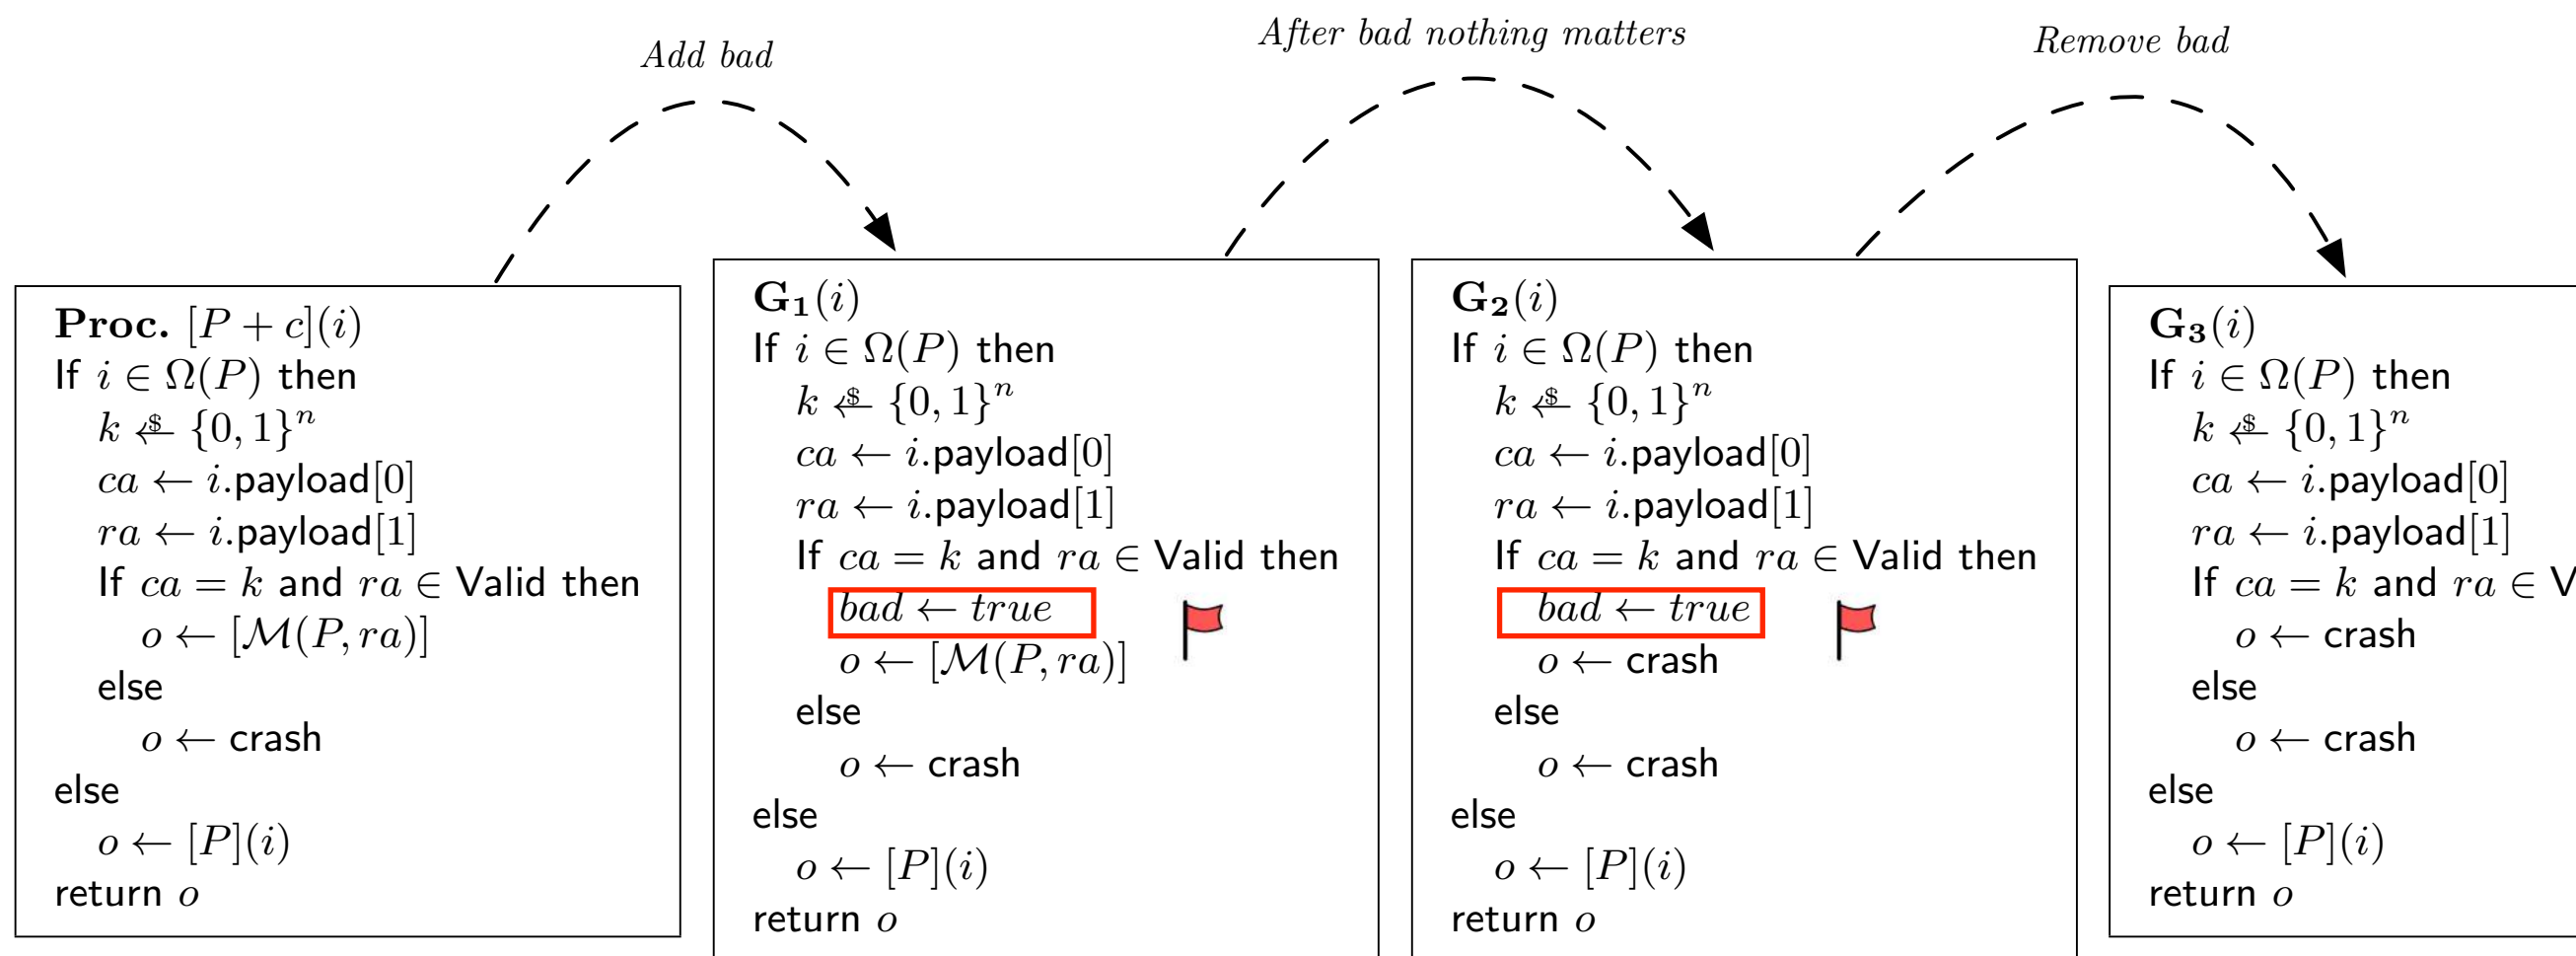 Add bad
After bad nothing matters
Remove bad
Proc. [P + c](i)
If i ∈ Ω(P) then
k ↞$ {0, 1}ⁿ
ca ← i.payload[0]
ra ← i.payload[1]
If ca = k and ra ∈ Valid then
o ← [ℳ(P, ra)]
else
o ← crash
else
o ← [P](i)
return o
G₁(i)
If i ∈ Ω(P) then
k ↞$ {0, 1}ⁿ
ca ← i.payload[0]
ra ← i.payload[1]
If ca = k and ra ∈ Valid then
bad ← true
o ← [ℳ(P, ra)]
else
o ← crash
else
o ← [P](i)
return o
G₂(i)
If i ∈ Ω(P) then
k ↞$ {0, 1}ⁿ
ca ← i.payload[0]
ra ← i.payload[1]
If ca = k and ra ∈ Valid then
bad ← true
o ← crash
else
o ← crash
else
o ← [P](i)
return o
G₃(i)
If i ∈ Ω(P) then
k ↞$ {0, 1}ⁿ
ca ← i.payload[0]
ra ← i.payload[1]
If ca = k and ra ∈
o ← crash
else
o ← crash
else
o ← [P](i)
return o